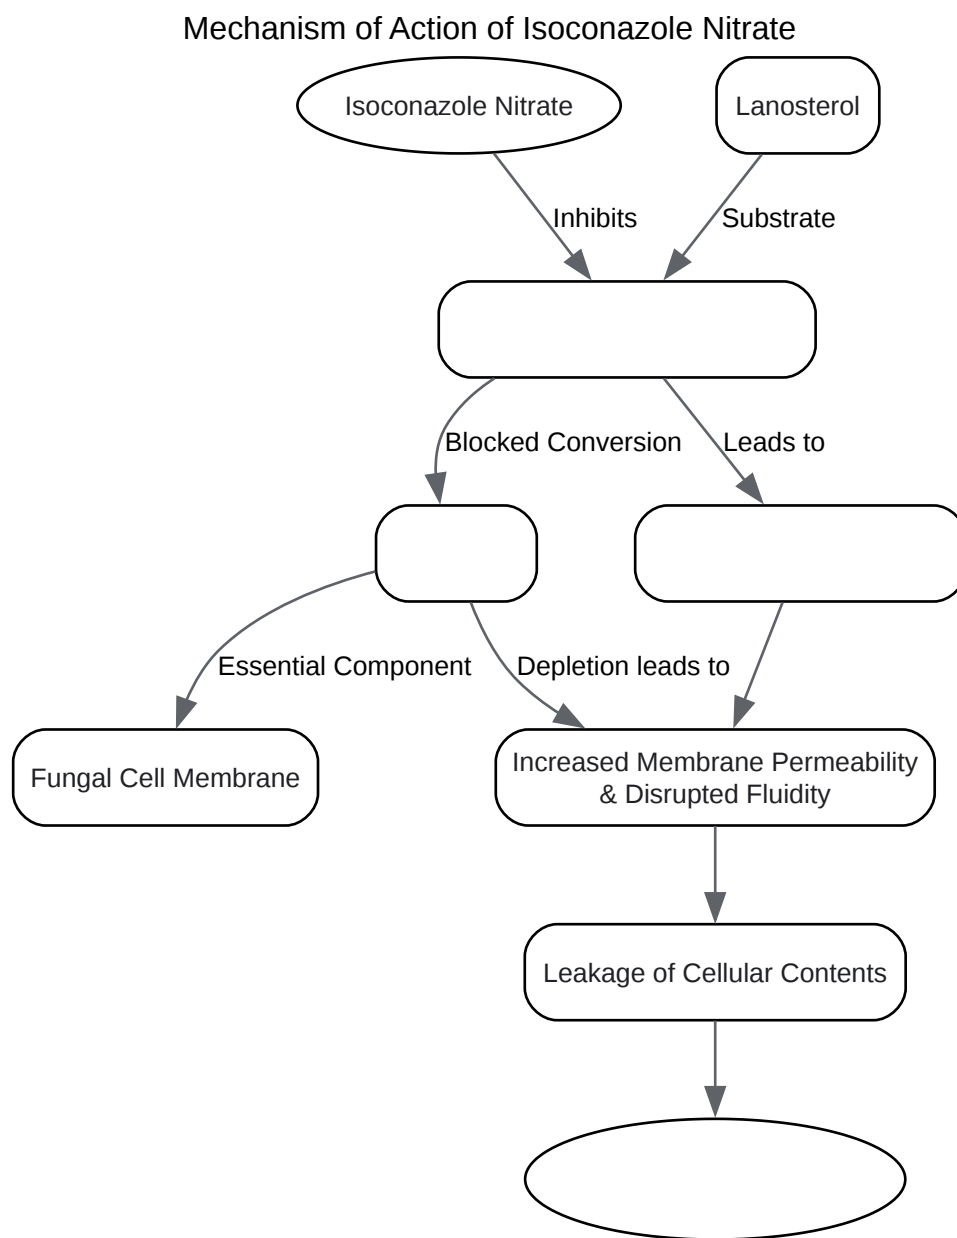 Mechanism of Action of Isoconazole Nitrate
Isoconazole Nitrate
Lanosterol
Inhibits
Substrate
Blocked Conversion
Leads to
Essential Component
Depletion leads to
Fungal Cell Membrane
Increased Membrane Permeability
& Disrupted Fluidity
Leakage of Cellular Contents